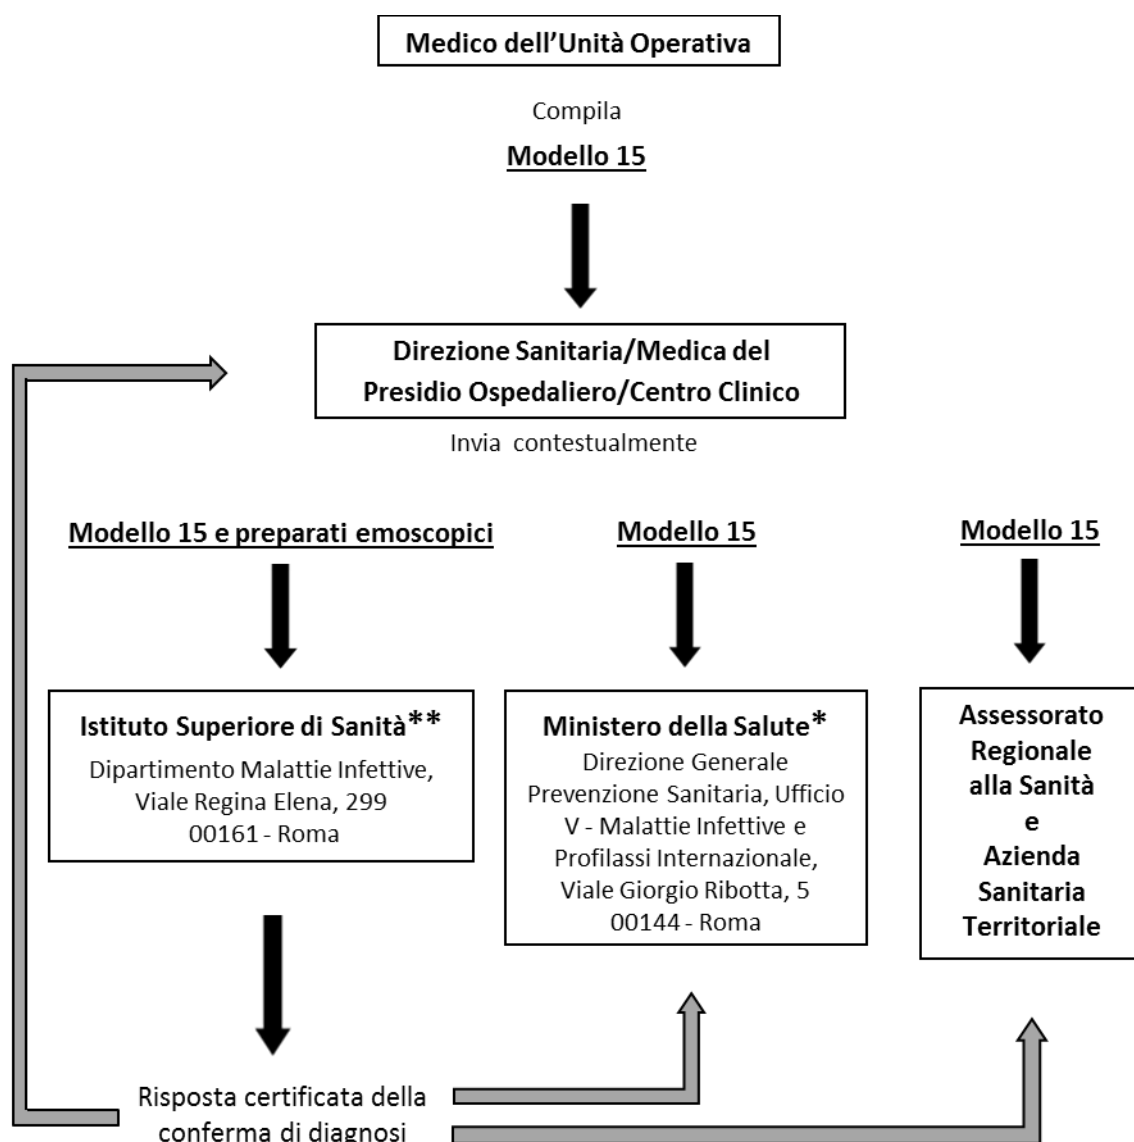 Medico dell’Unità Operativa
Compila
Modello 15
Direzione Sanitaria/Medica del
Presidio Ospedaliero/Centro Clinico
Invia contestualmente
Modello 15 e preparati emoscopici
Modello 15
Modello 15
Istituto Superiore di Sanità**
Dipartimento Malattie Infettive,
Viale Regina Elena, 299
00161 - Roma
Ministero della Salute*
Direzione Generale
Prevenzione Sanitaria, Ufficio
V - Malattie Infettive e
Profilassi Internazionale,
Viale Giorgio Ribotta, 5
00144 - Roma
Assessorato
Regionale
alla Sanità
e
Azienda
Sanitaria
Territoriale
Risposta certificata della
conferma di diagnosi